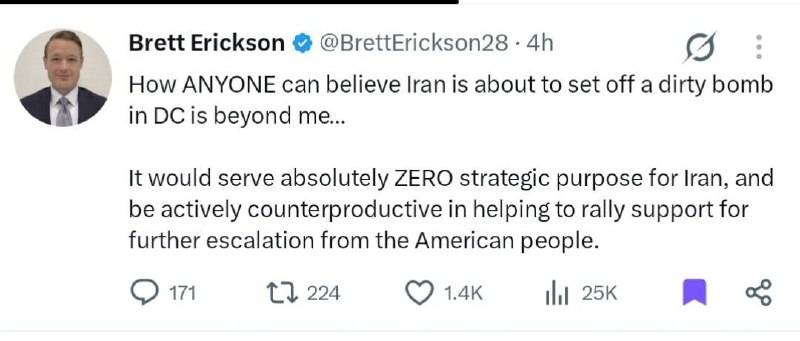 Brett Erickson @BrettErickson28 · 4h
How ANYONE can believe Iran is about to set off a dirty bomb
in DC is beyond me...
It would serve absolutely ZERO strategic purpose for Iran, and
be actively counterproductive in helping to rally support for
further escalation from the American people.
171 224 1.4K 25K